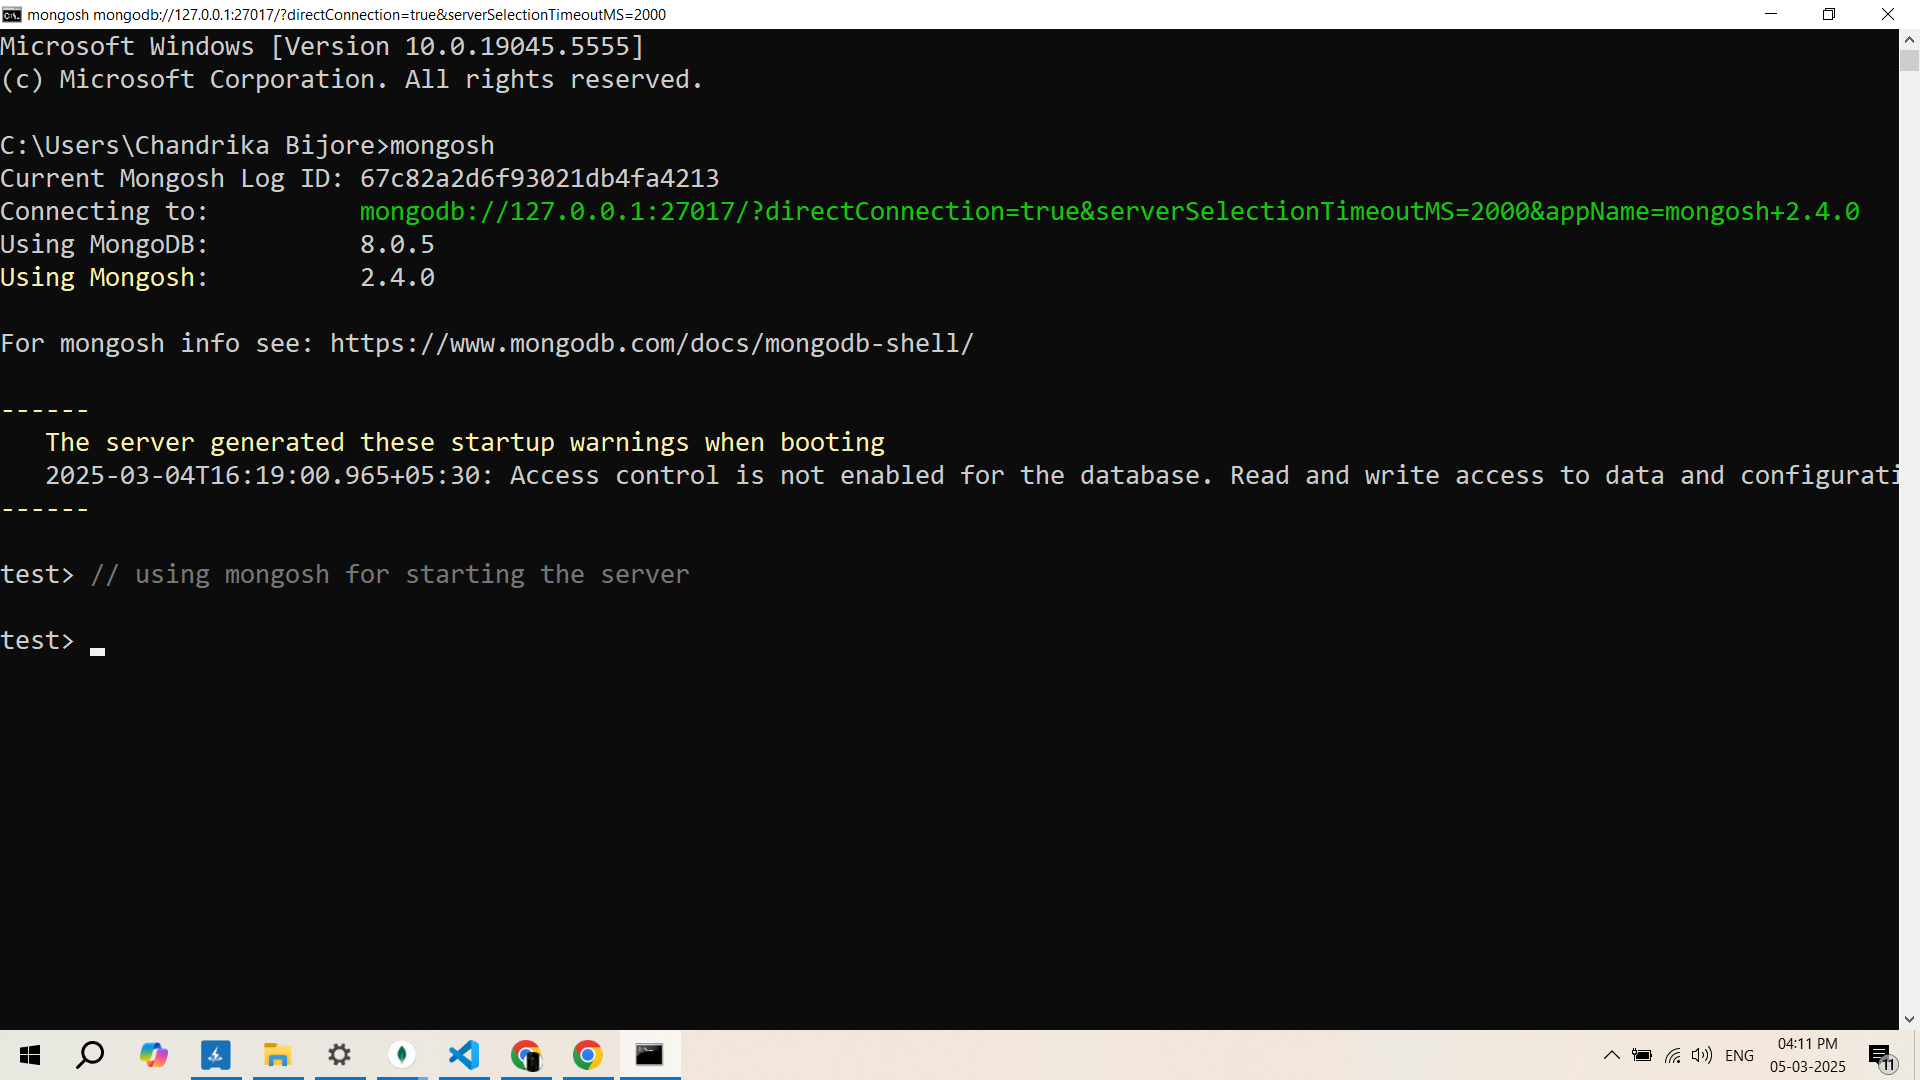 mongosh mongodb://127.0.0.1:27017/?directConnection=true&serverSelectionTimeoutMS=2000
Microsoft Windows [Version 10.0.19045.5555]
(c) Microsoft Corporation. All rights reserved.
C:\Users\Chandrika Bijore>mongosh
Current Mongosh Log ID: 67c82a2d6f93021db4fa4213
Connecting to: mongodb://127.0.0.1:27017/?directConnection=true&serverSelectionTimeoutMS=2000&appName=mongosh+2.4.0
Using MongoDB: 8.0.5
Using Mongosh: 2.4.0
For mongosh info see: https://www.mongodb.com/docs/mongodb-shell/
------
The server generated these startup warnings when booting
2025-03-04T16:19:00.965+05:30: Access control is not enabled for the database. Read and write access to data and configurati
------
test> // using mongosh for starting the server
test>
ENG
04:11 PM
05-03-2025
11